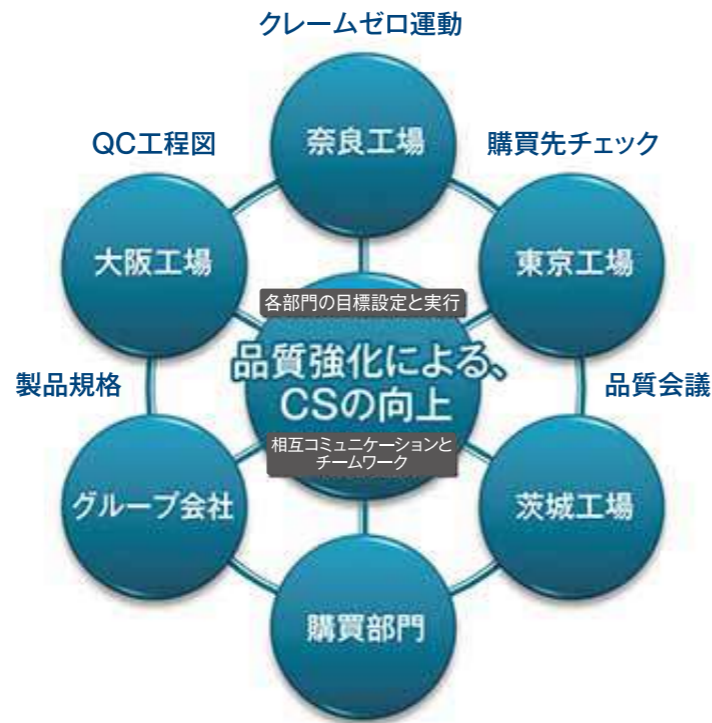 クレームゼロ運動
QC工程図
奈良工場
購買先チェック
大阪工場
東京工場
各部門の目標設定と実行
品質強化による、
CSの向上
製品規格
品質会議
相互コミュニケーションと
チームワーク
グループ会社
茨城工場
購買部門